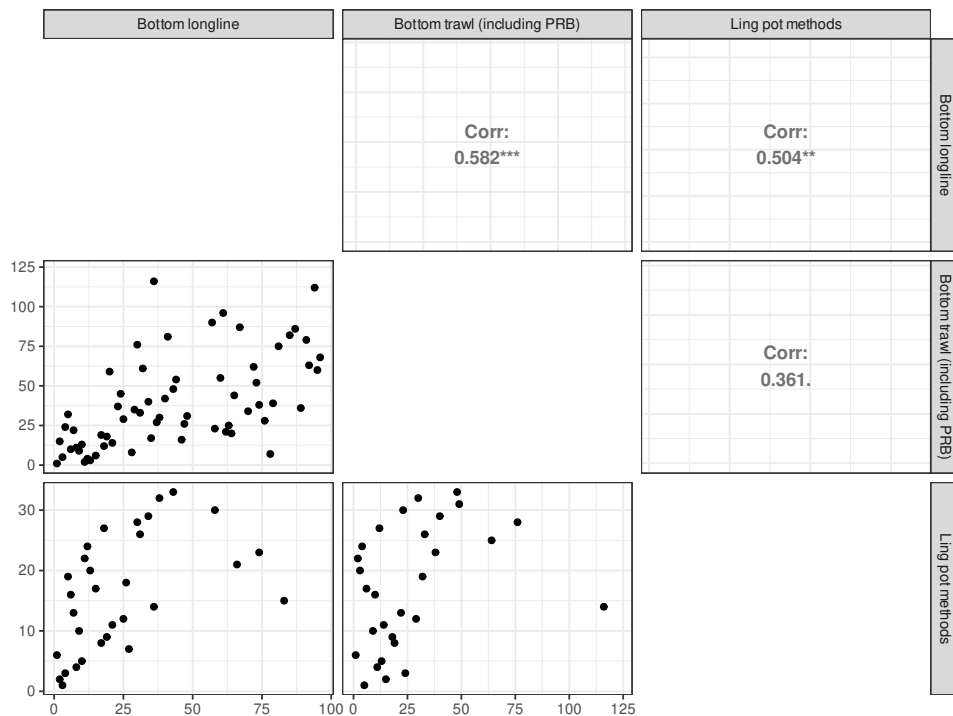 Bottom longline
Bottom trawl (including PRB)
Ling pot methods
Corr:
0.582***
Corr:
0.504**
Bottom longline
125
100
75
50
25
0
Corr:
0.361.
Bottom trawl (including PRB)
30
20
10
0
Ling pot methods
0
25
50
75
100
0
25
50
75
100
125